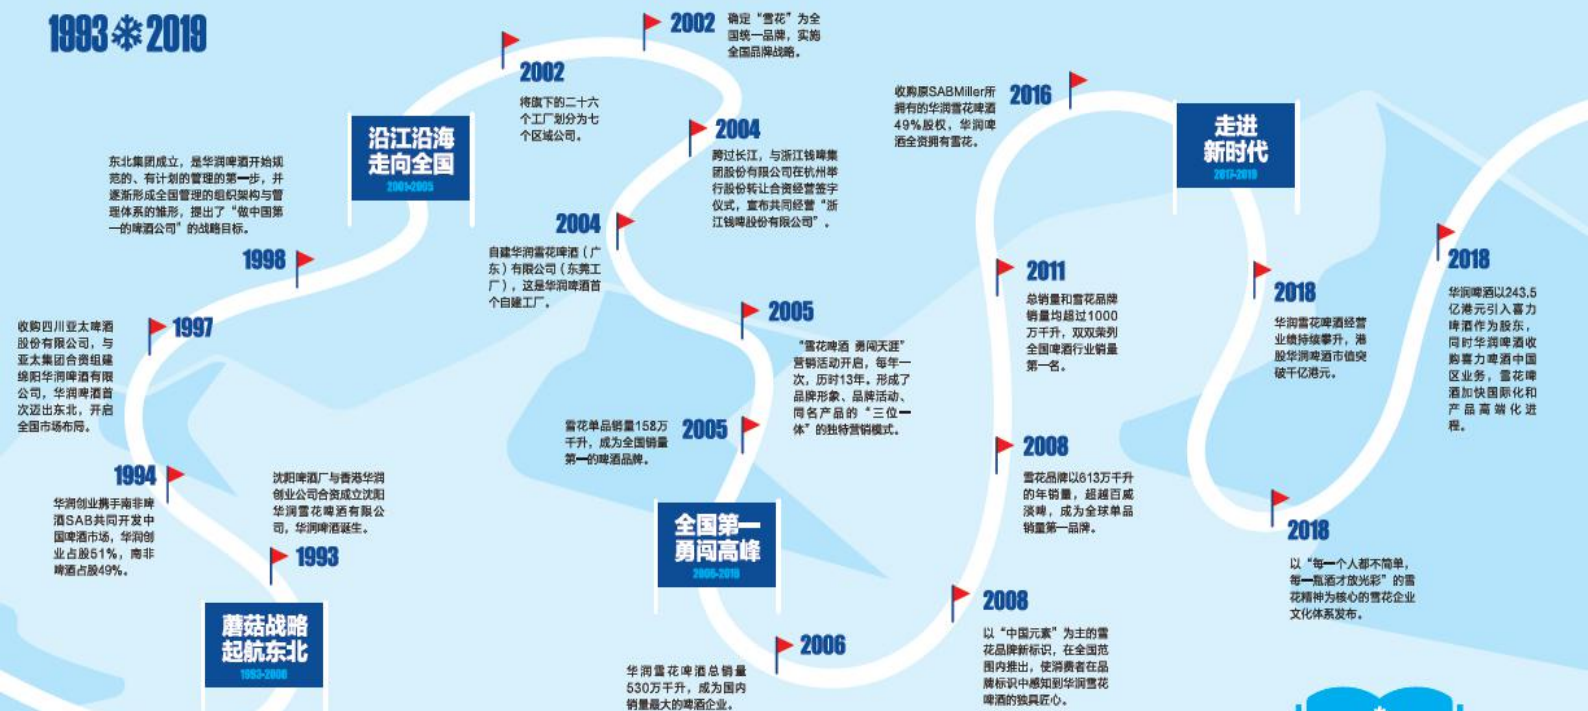 1993 2019
蘑菇战略
起航东北
1993-2000
1993
沈阳啤酒厂与香港华润
创业公司合资成立沈阳
华润雪花啤酒有限公
司，华润啤酒诞生。
1994
华润创业携手南非啤
酒SAB共同开发中
国啤酒市场，华润创
业占股51%，南非
啤酒占股49%。
1997
收购四川亚太啤酒
股份有限公司，与
亚太集团合资组建
绵阳华润啤酒有限
公司，华润啤酒首
次迈出东北，开启
全国市场布局。
1998
东北集团成立，是华润啤酒开始规
范的、有计划的管理的第一步，并
逐渐形成全国管理的组织架构与管
理体系的雏形，提出了“做中国第
一的啤酒公司”的战略目标。
沿江沿海
走向全国
2001-2005
2002
将旗下的二十六
个工厂划分为七
个区域公司。
2002
确定“雪花”为全
国统一品牌，实施
全国品牌战略。
2004
跨过长江，与浙江钱啤集
团股份有限公司在杭州举
行股份转让合资经营签字
仪式，宣布共同经营“浙
江钱啤股份有限公司”。
2004
自建华润雪花啤酒（广
东）有限公司（东莞工
厂），这是华润啤酒首
个自建工厂。
2005
“雪花啤酒 勇闯天涯”
营销活动开启，每年一
次，历时13年。形成了
品牌形象、品牌活动、
同名产品的“三位一
体”的独特营销模式。
2005
雪花单品销量158万
千升，成为全国销量
第一的啤酒品牌。
全国第一
勇闯高峰
2006-2016
2006
华润雪花啤酒总销量
530万千升，成为国内
销量最大的啤酒企业。
2008
以“中国元素”为主的雪
花品牌新标识，在全国范
围内推出，使消费者在品
牌标识中感知到华润雪花
啤酒的独具匠心。
2008
雪花品牌以613万千升
的年销量，超越百威
淡啤，成为全球单品
销量第一品牌。
2011
总销量和雪花品牌
销量均超过1000
万千升，双双荣列
全国啤酒行业销量
第一名。
2016
收购原SABMiller所
拥有的华润雪花啤酒
49%股权，华润啤
酒全资拥有雪花。
走进
新时代
2017-2019
2018
华润雪花啤酒经营
业绩持续攀升，港
股华润啤酒市值突
破千亿港元。
2018
以“每一个人都不简单，
每一瓶酒才放光彩”的雪
花精神为核心的雪花企业
文化体系发布。
2018
华润啤酒以243.5
亿港元引入喜力
啤酒作为股东，
同时华润啤酒收
购喜力啤酒中国
区业务，雪花啤
酒加快国际化和
产品高端化进
程。